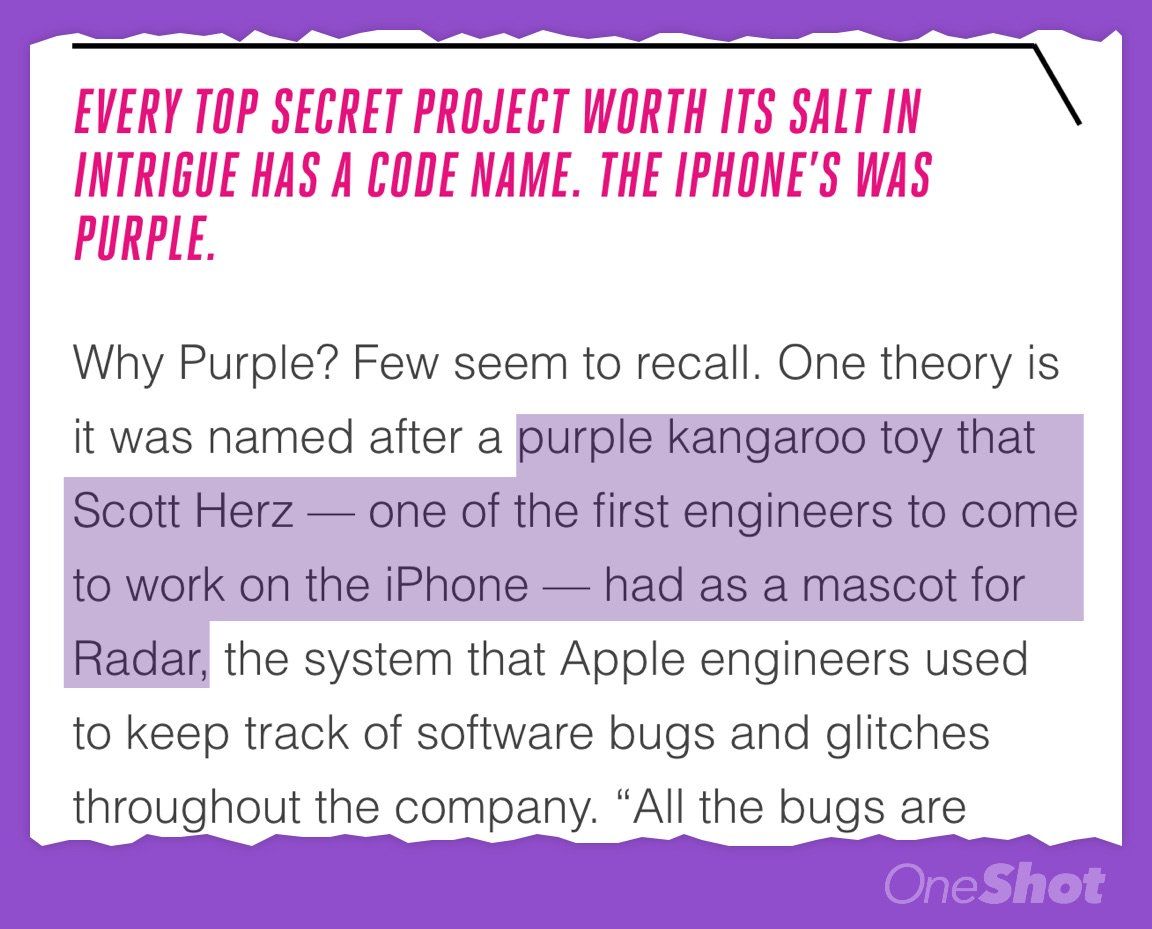 EVERY TOP SECRET PROJECT WORTH ITS SALT IN
INTRIGUE HAS A CODE NAME. THE IPHONE’S WAS
PURPLE.
Why Purple? Few seem to recall. One theory is
it was named after a purple kangaroo toy that
Scott Herz — one of the first engineers to come
to work on the iPhone — had as a mascot for
Radar, the system that Apple engineers used
to keep track of software bugs and glitches
throughout the company. “All the bugs are
OneShot